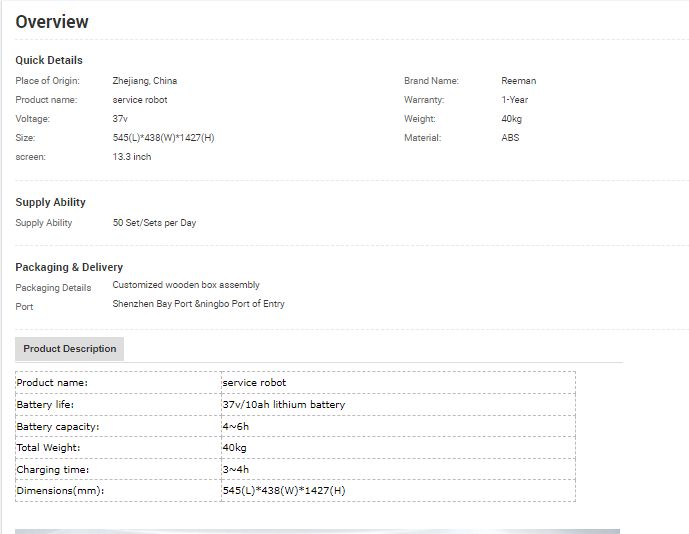 Overview
Quick Details
Place of Origin: Zhejiang, China Brand Name: Reeman
Product name: service robot Warranty: 1-Year
Voltage: 37v Weight: 40kg
Size: 545(L)*438(W)*1427(H) Material: ABS
screen: 13.3 inch
Supply Ability
Supply Ability 50 Set/Sets per Day
Packaging & Delivery
Packaging Details Customized wooden box assembly
Port Shenzhen Bay Port &ningbo Port of Entry
Product Description
Product name: service robot
Battery life: 37v/10ah lithium battery
Battery capacity: 4~6h
Total Weight: 40kg
Charging time: 3~4h
Dimensions(mm): 545(L)*438(W)*1427(H)